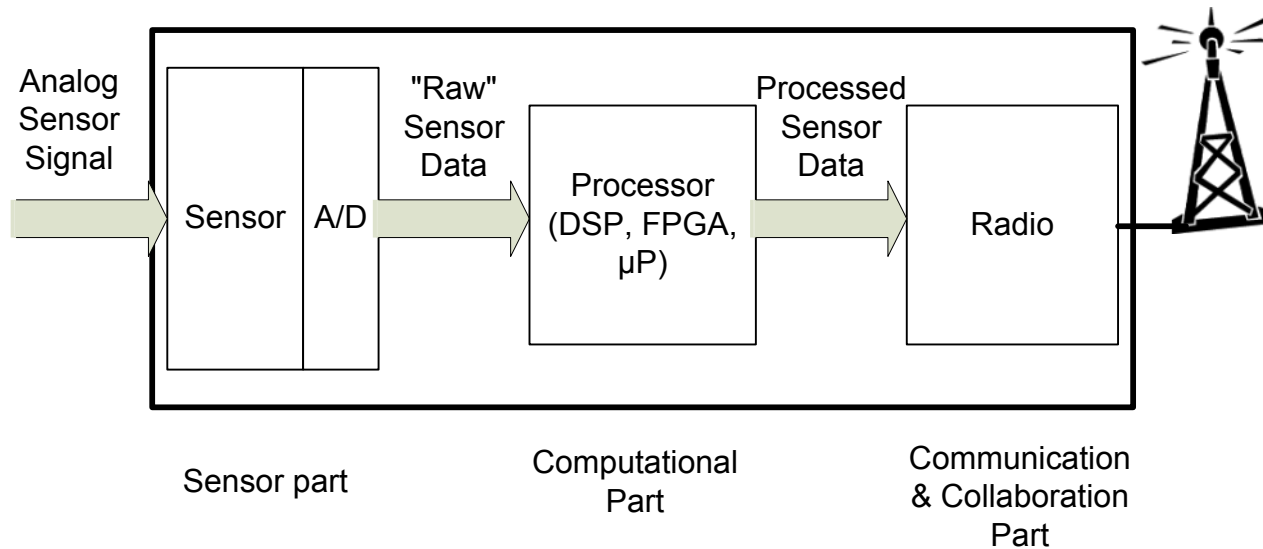 Analog
Sensor
Signal
Sensor
A/D
"Raw"
Sensor
Data
Processor
(DSP, FPGA,
µP)
Processed
Sensor
Data
Radio
Sensor part
Computational
Part
Communication
& Collaboration
Part